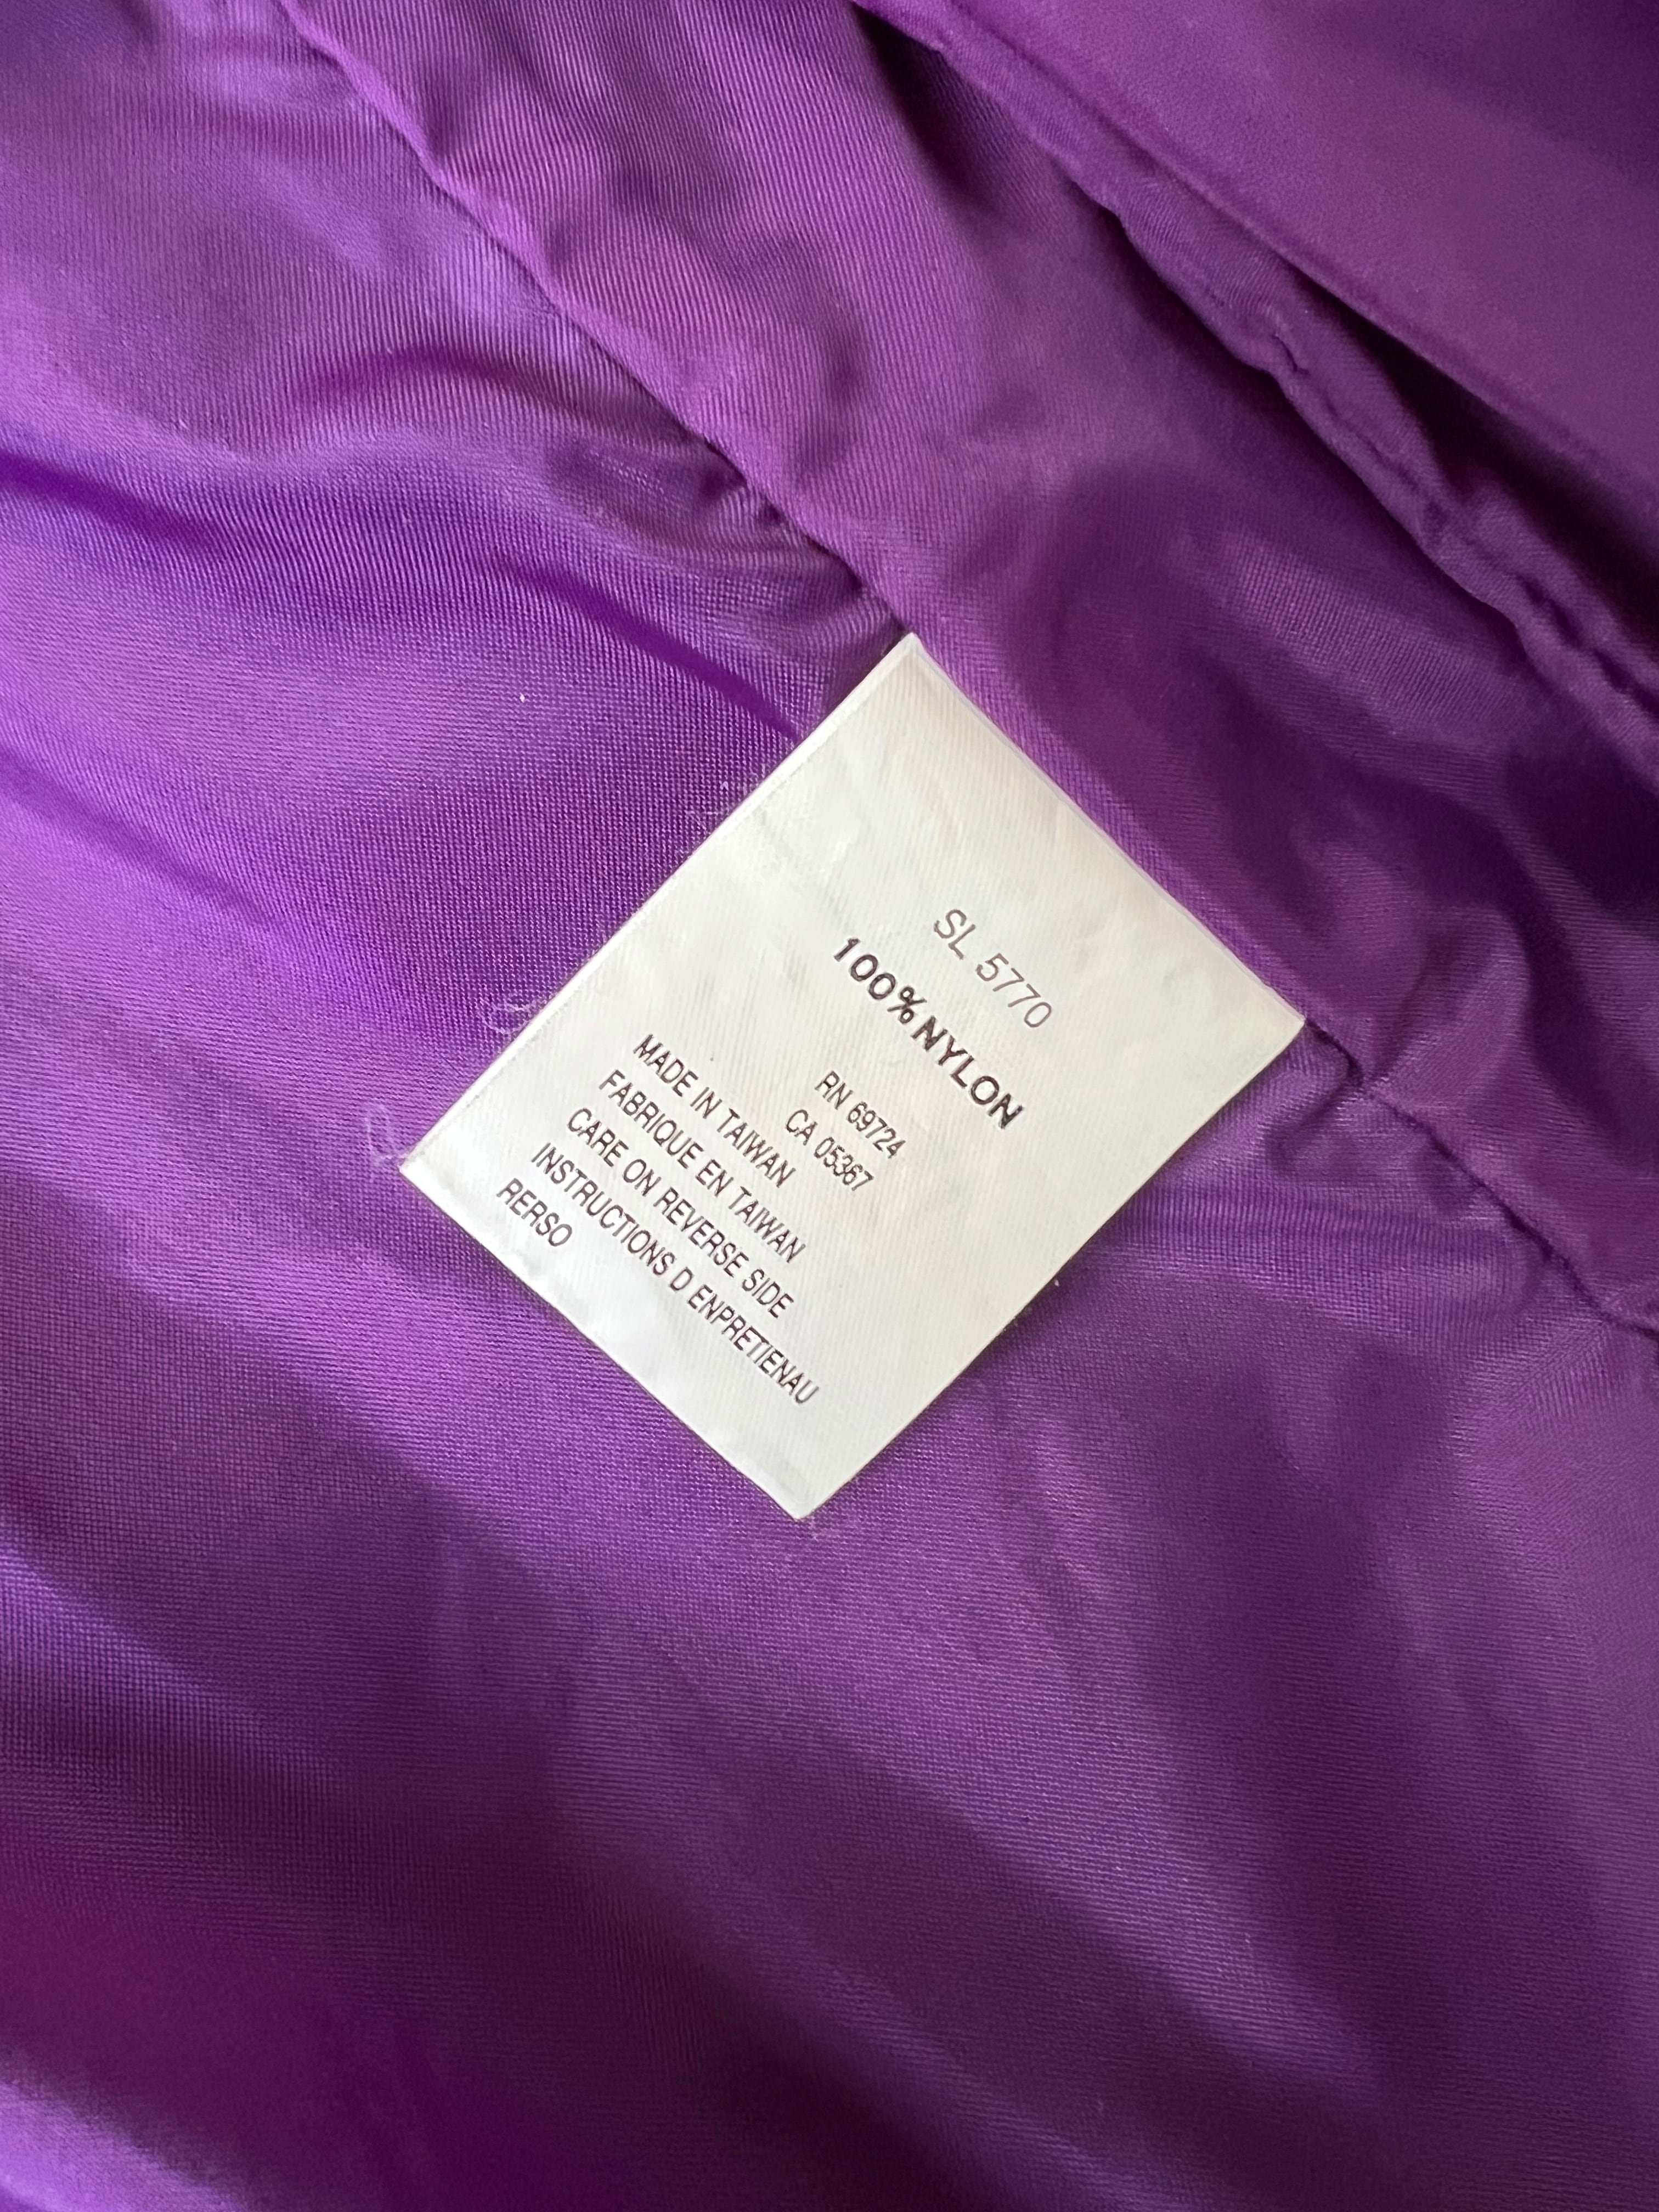 SL 5770
100% NYLON
RN 69724
CA 05367
MADE IN TAIWAN
FABRIQUE EN TAIWAN
CARE ON REVERSE SIDE
INSTRUCTIONS D ENPRETIENAU
RERSO